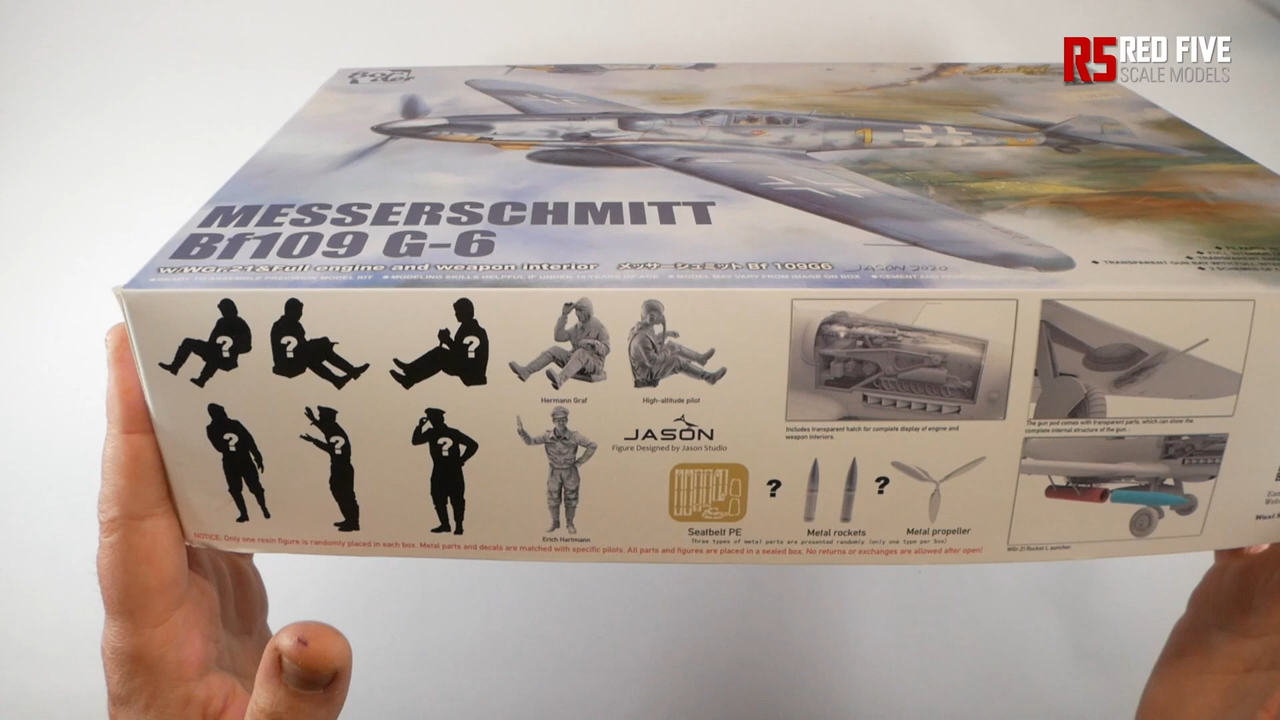 R5 RED FIVE
SCALE MODELS
Border
MESSERSCHMITT
Bf109 G-6
w/WGr.21 & Full engine and weapon interior メッサーシュミット Bf 109G6
JASON 2020
? ? ?
Hermann Graf
High-altitude pilot
Includes transparent hatch for complete display of engine and
weapon interiors.
The gun pod comes with transparent parts, which can show the
complete internal structure of the gun.
? ? ?
JASON
Figure Designed by Jason Studio
Erich Hartmann
? ?
Seatbelt PE
Metal rockets
Metal propeller
Three types of metal parts are presented randomly (only one type per box)
WGr.21 Rocket Launcher
NOTICE: Only one resin figure is randomly placed in each box. Metal parts and decals are matched with specific pilots. All parts and figures are placed in a sealed box. No returns or exchanges are allowed after open!